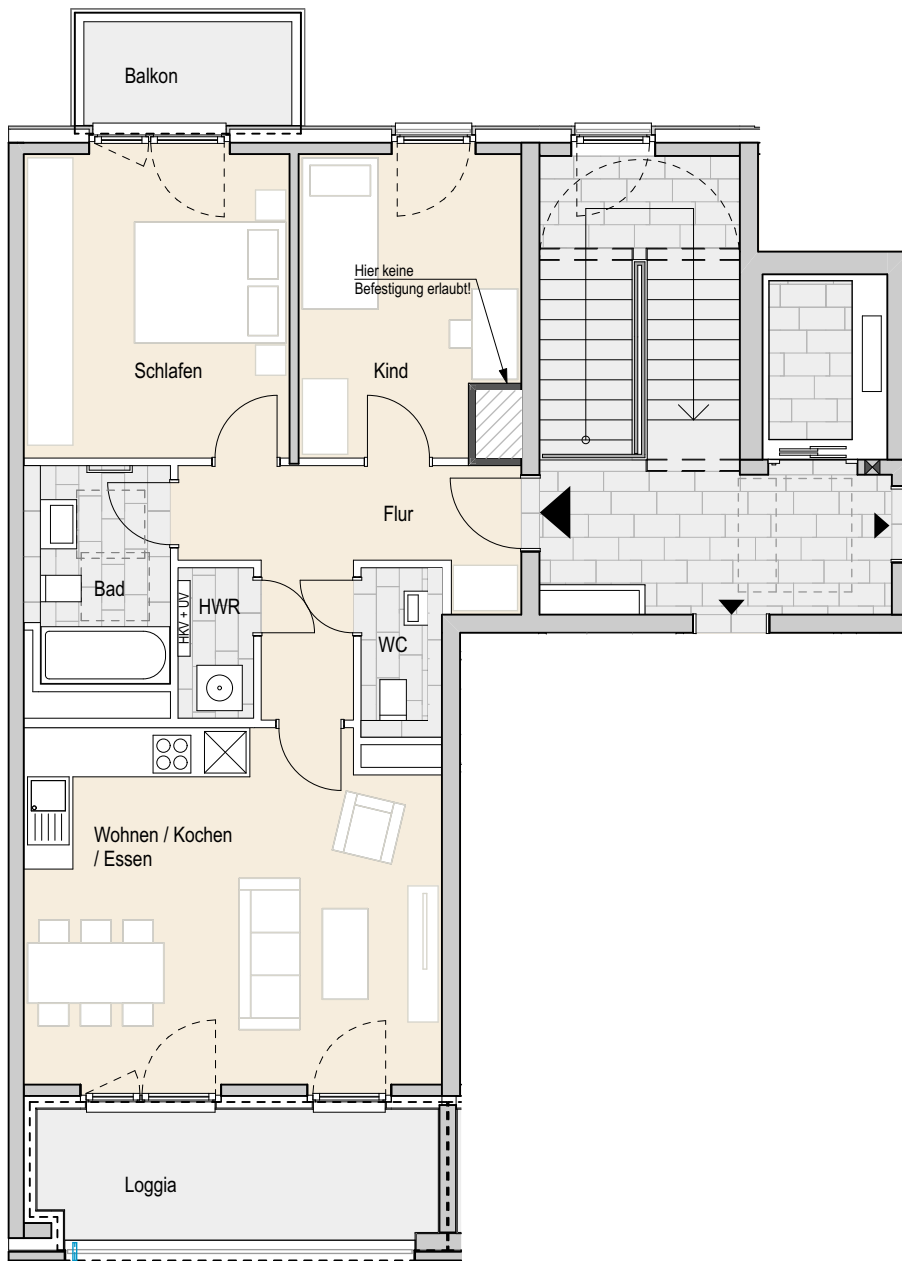 Balkon
Hier keine
Befestigung erlaubt!
Schlafen
Kind
Flur
Bad
HKV + UV
HWR
WC
Wohnen / Kochen
/ Essen
Loggia